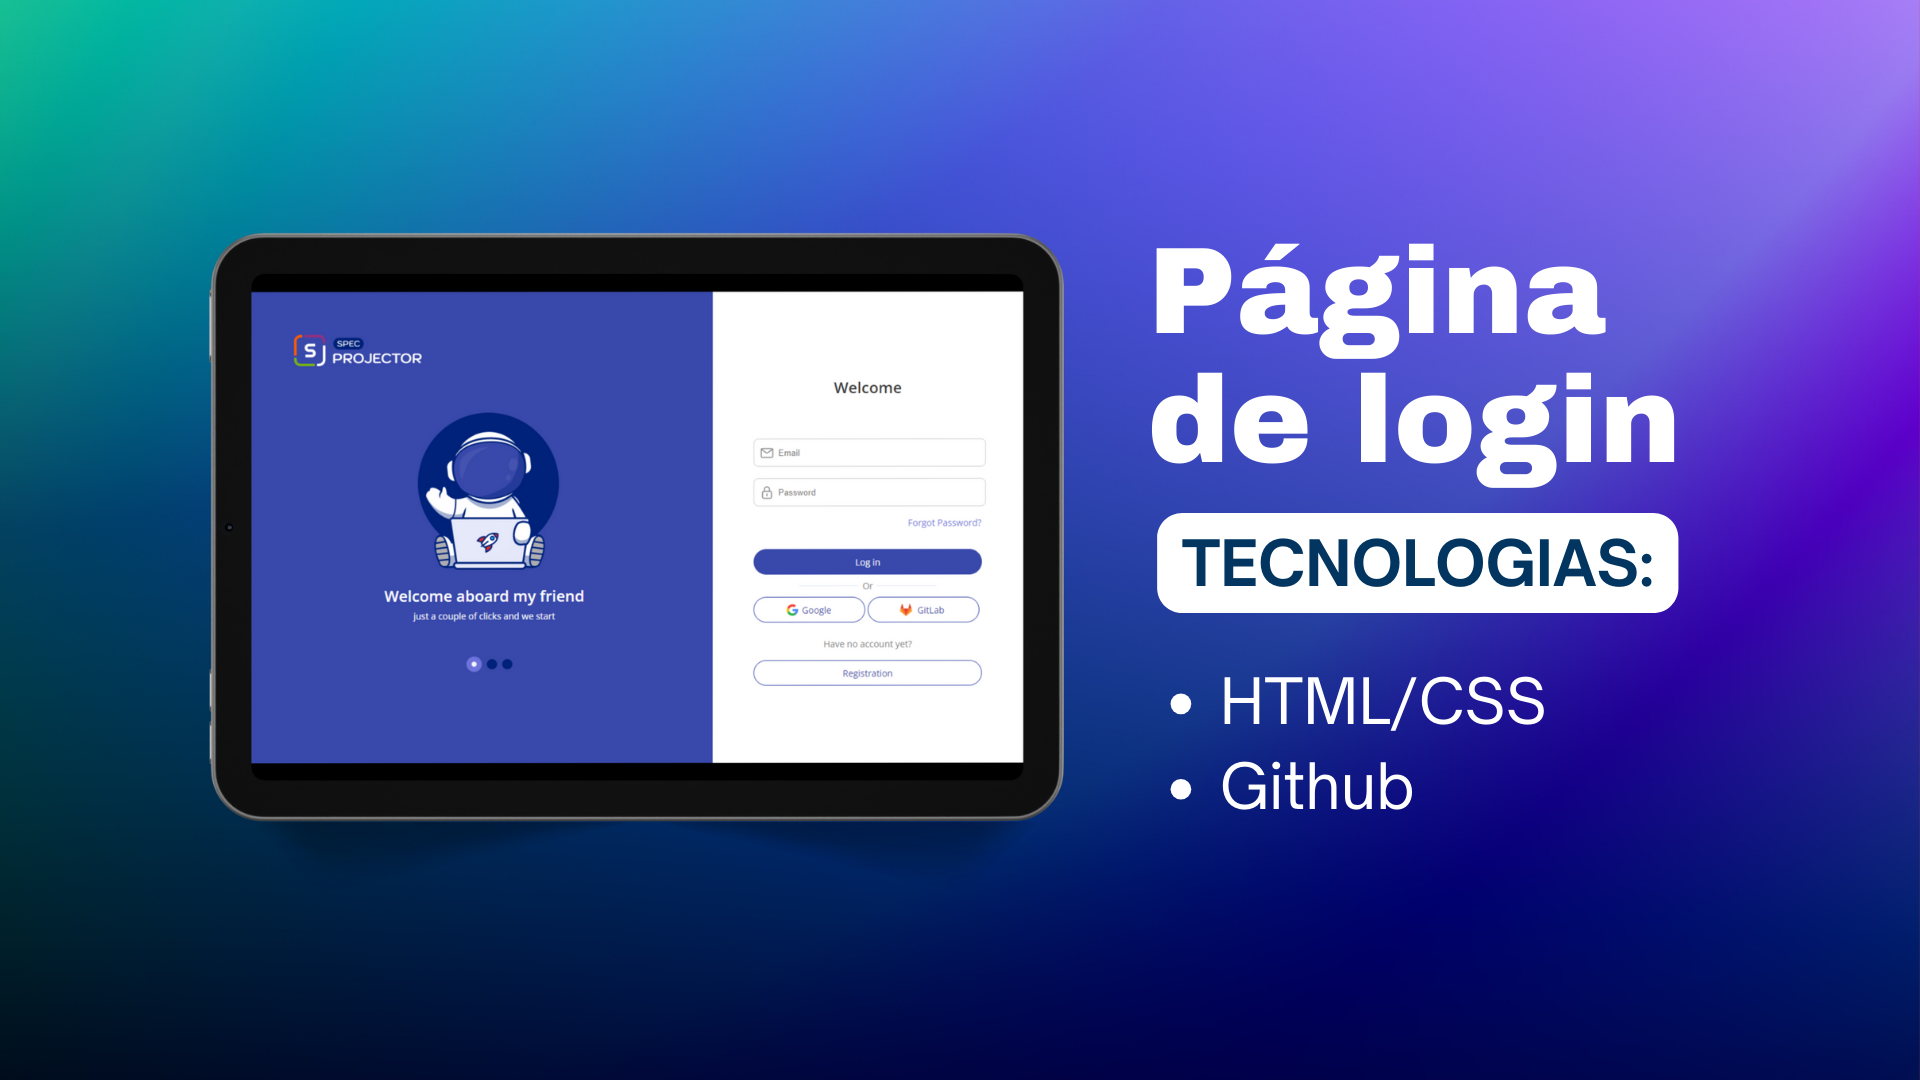 S
SPEC
PROJECTOR
Welcome aboard my friend
just a couple of clicks and we start
Welcome
Email
Password
Forgot Password?
Log in
Or
Google
GitLab
Have no account yet?
Registration
Página
de login
TECNOLOGIAS:
• HTML/CSS
• Github